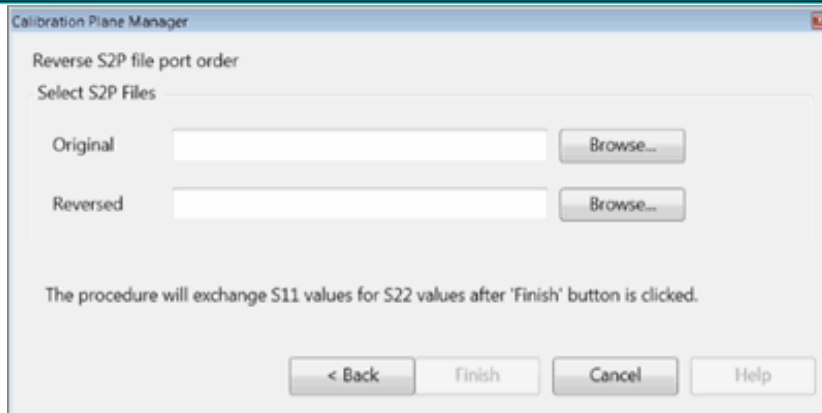 Calibration Plane Manager
Reverse S2P file port order
Select S2P Files
Original Browse...
Reversed Browse...
The procedure will exchange S11 values for S22 values after 'Finish' button is clicked.
< Back Finish Cancel Help